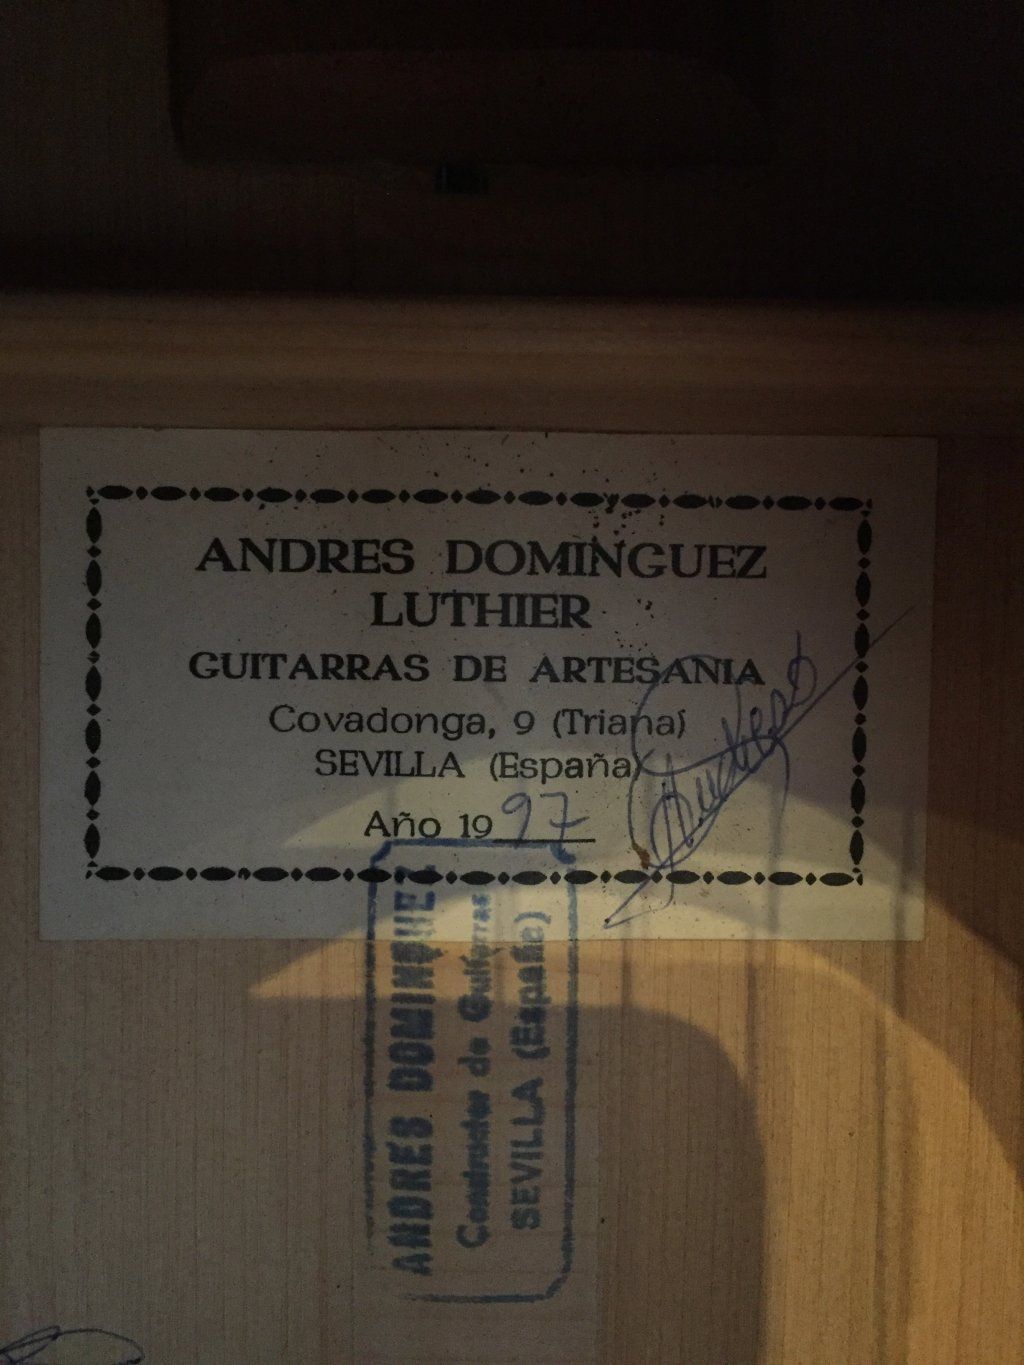 ANDRES DOMINGUEZ
LUTHIER
GUITARRAS DE ARTESANIA
Covadonga, 9 (Triana)
SEVILLA (España)
Año 1997
ANDRES DOMINGUEZ
Constructor de Guitarras
SEVILLA (España)